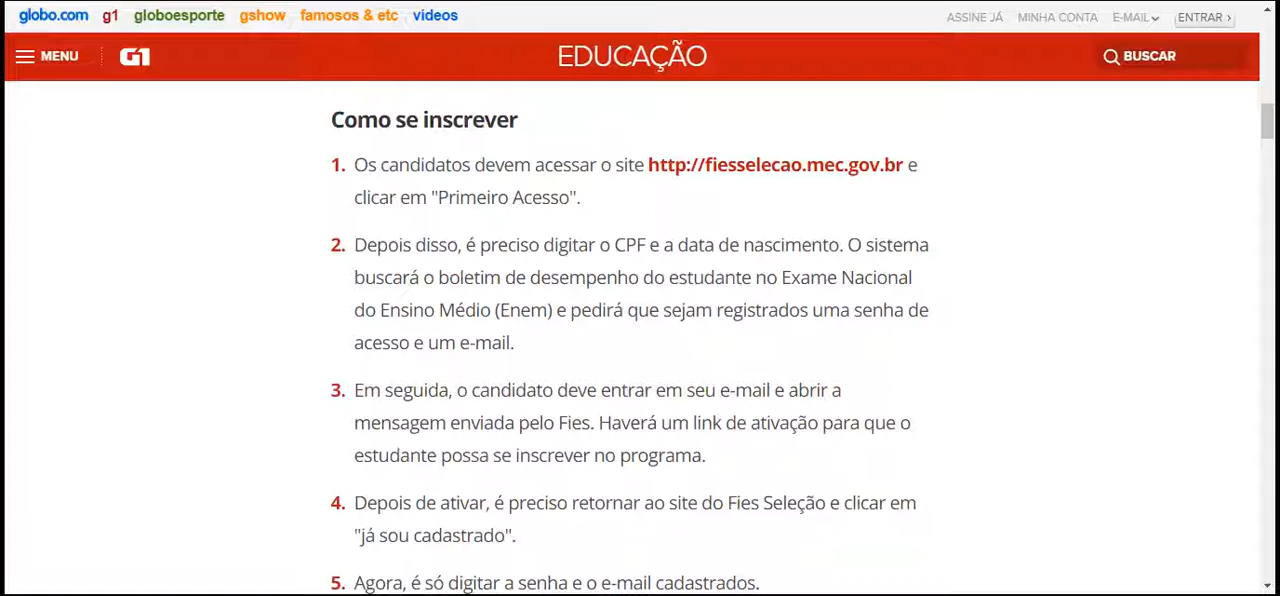 globo.com g1 globoesporte gshow famosos & etc vídeos ASSINE JÁ MINHA CONTA E-MAIL ENTRAR ›
MENU G1 EDUCAÇÃO BUSCAR
Como se inscrever
1. Os candidatos devem acessar o site http://fiesselecao.mec.gov.br e
clicar em "Primeiro Acesso".
2. Depois disso, é preciso digitar o CPF e a data de nascimento. O sistema
buscará o boletim de desempenho do estudante no Exame Nacional
do Ensino Médio (Enem) e pedirá que sejam registrados uma senha de
acesso e um e-mail.
3. Em seguida, o candidato deve entrar em seu e-mail e abrir a
mensagem enviada pelo Fies. Haverá um link de ativação para que o
estudante possa se inscrever no programa.
4. Depois de ativar, é preciso retornar ao site do Fies Seleção e clicar em
"já sou cadastrado".
5. Agora, é só digitar a senha e o e-mail cadastrados.